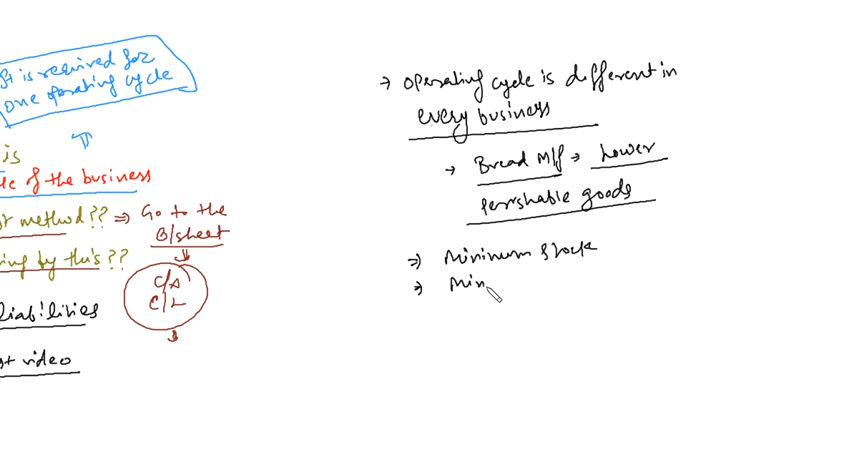 It is required for
one operating cycle
is
of the business
method?? ⇒ Go to the
B/sheet
by this??
C/A
C/L
liabilities
video
→ Operating cycle is different in
every business
→ Bread M/f → Lower
Perishable goods
⇒ Minimum Stock
⇒ Min